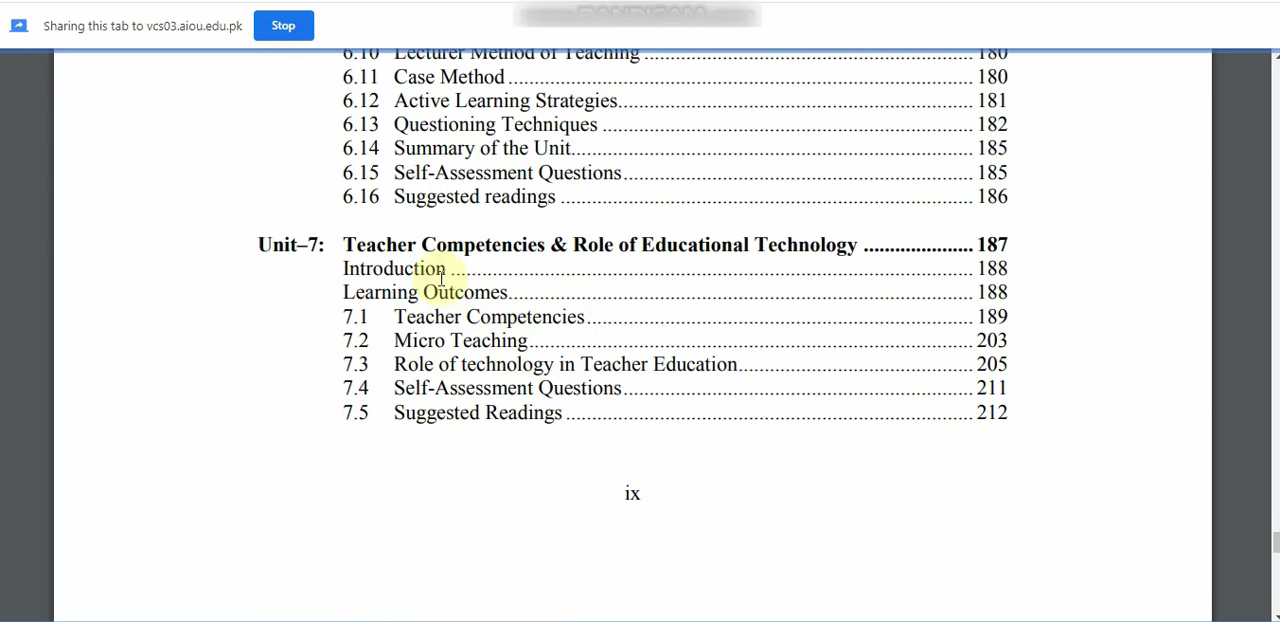 Sharing this tab to vcs03.aiou.edu.pk Stop
6.10 Lecturer Method of Teaching ........................................................ 180
6.11 Case Method ................................................................................ 180
6.12 Active Learning Strategies............................................................. 181
6.13 Questioning Techniques ................................................................ 182
6.14 Summary of the Unit..................................................................... 185
6.15 Self-Assessment Questions............................................................ 185
6.16 Suggested readings ....................................................................... 186
Unit–7: Teacher Competencies & Role of Educational Technology ..................... 187
Introduction .......................................................................................... 188
Learning Outcomes................................................................................ 188
7.1 Teacher Competencies................................................................... 189
7.2 Micro Teaching............................................................................. 203
7.3 Role of technology in Teacher Education......................................... 205
7.4 Self-Assessment Questions............................................................. 211
7.5 Suggested Readings ...................................................................... 212
ix